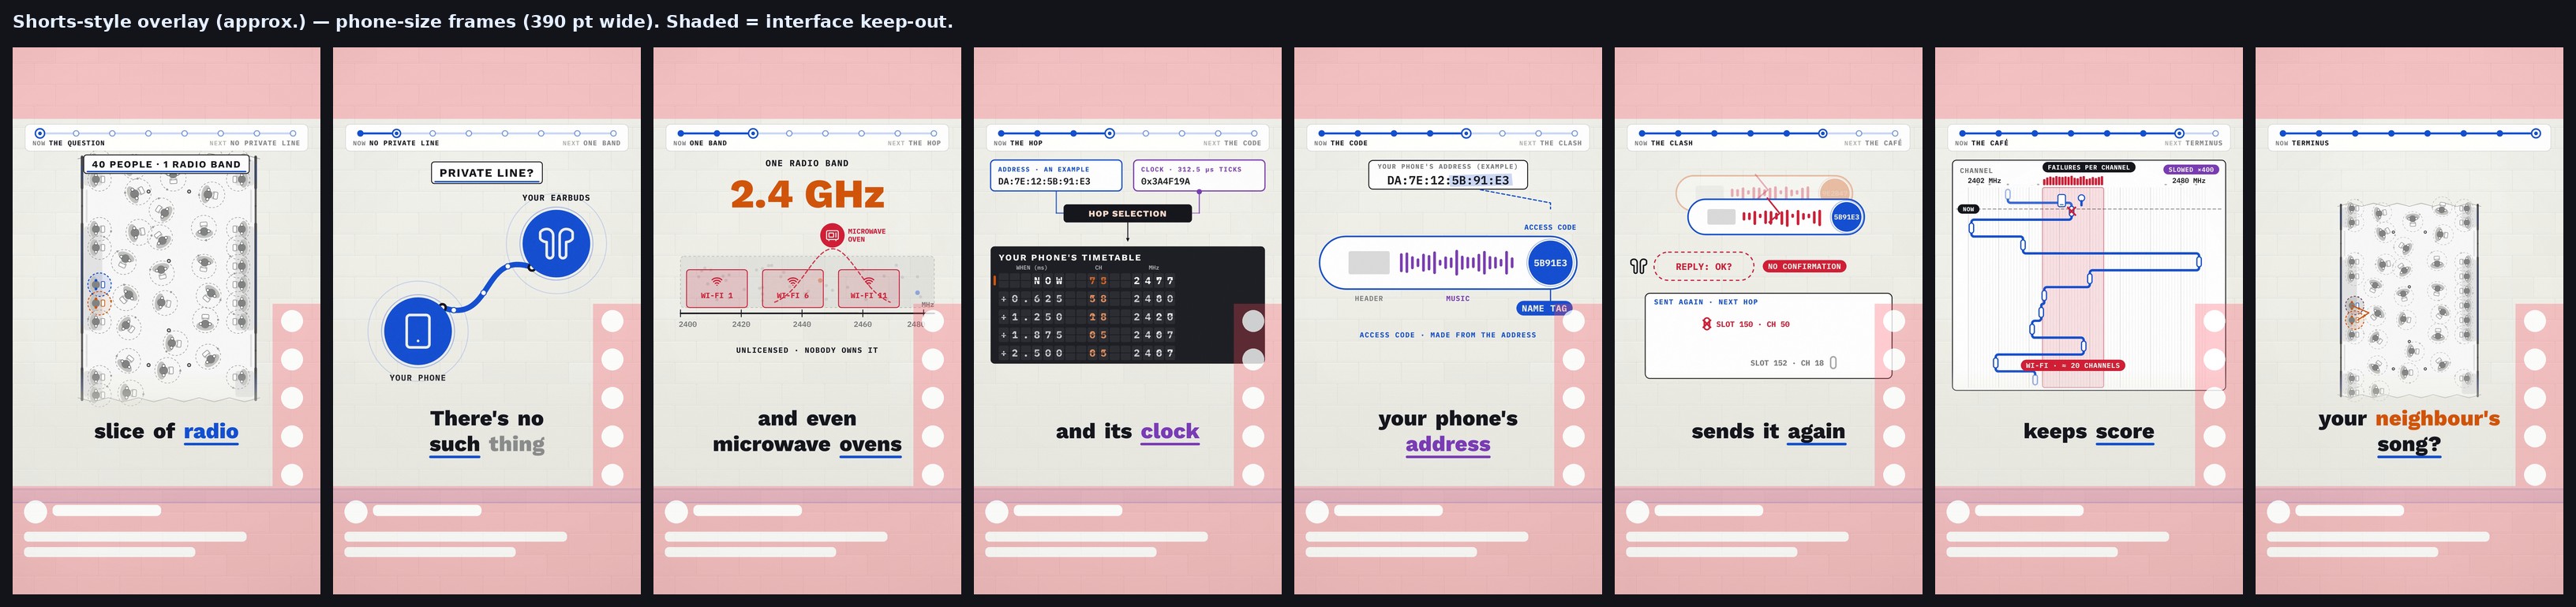 Shorts-style overlay (approx.) — phone-size frames (390 pt wide). Shaded = interface keep-out.
NOW THE QUESTION
NEXT NO PRIVATE LINE
40 PEOPLE · 1 RADIO BAND
slice of radio
NOW NO PRIVATE LINE
NEXT ONE BAND
PRIVATE LINE?
YOUR EARBUDS
YOUR PHONE
There's no
such thing
NOW ONE BAND
NEXT THE HOP
ONE RADIO BAND
2.4 GHz
MICROWAVE
OVEN
WI-FI 1
WI-FI 6
WI-FI 11
MHz
2400
2420
2440
2460
UNLICENSED · NOBODY OWNS IT
and even
microwave ovens
NOW THE HOP
NEXT THE CODE
ADDRESS · AN EXAMPLE
DA:7E:12:5B:91:E3
CLOCK · 312.5 µs TICKS
0x3A4F19A
HOP SELECTION
YOUR PHONE'S TIMETABLE
WHEN (ms) CH MHz
NOW 75 2477
+0.625 58 2460
+1.250 18 2420
+1.875 05 2407
+2.500 05 2407
and its clock
NOW THE CODE
NEXT THE CLASH
YOUR PHONE'S ADDRESS (EXAMPLE)
DA:7E:12:5B:91:E3
ACCESS CODE
5B91E3
HEADER
MUSIC
NAME TAG
ACCESS CODE · MADE FROM THE ADDRESS
your phone's
address
NOW THE CLASH
NEXT THE CAFÉ
5B91E3
REPLY: OK?
NO CONFIRMATION
SENT AGAIN · NEXT HOP
SLOT 150 · CH 50
SLOT 152 · CH 18
sends it again
NOW THE CAFÉ
NEXT TERMINUS
FAILURES PER CHANNEL
CHANNEL
SLOWED ×400
2402 MHz
2480 MHz
NOW
WI-FI · ≈ 20 CHANNELS
keeps score
NOW TERMINUS
your neighbour's
song?